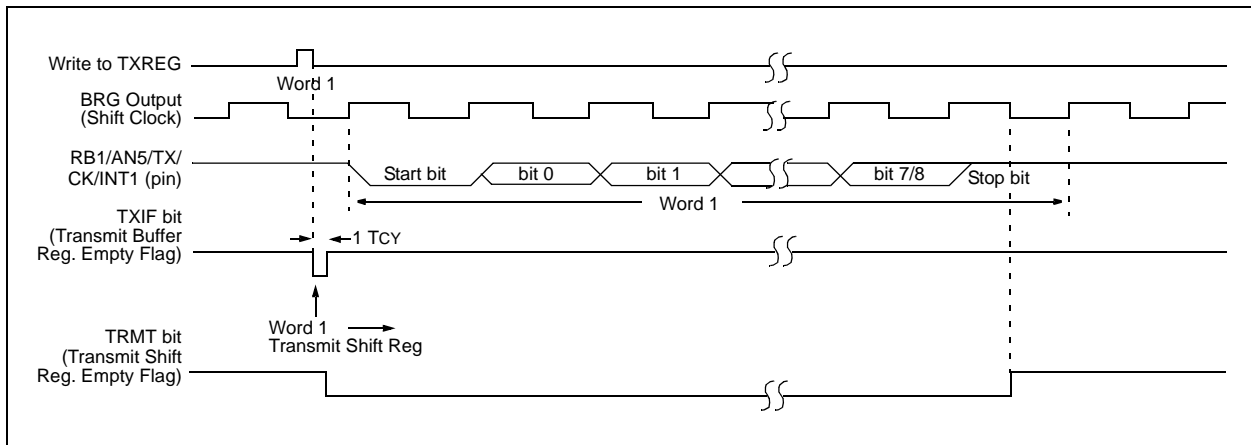 Write to TXREG
Word 1
BRG Output
(Shift Clock)
RB1/AN5/TX/
CK/INT1 (pin)
Start bit
bit 0
bit 1
bit 7/8
Stop bit
Word 1
TXIF bit
(Transmit Buffer
Reg. Empty Flag)
1 TCY
Word 1
Transmit Shift Reg
TRMT bit
(Transmit Shift
Reg. Empty Flag)